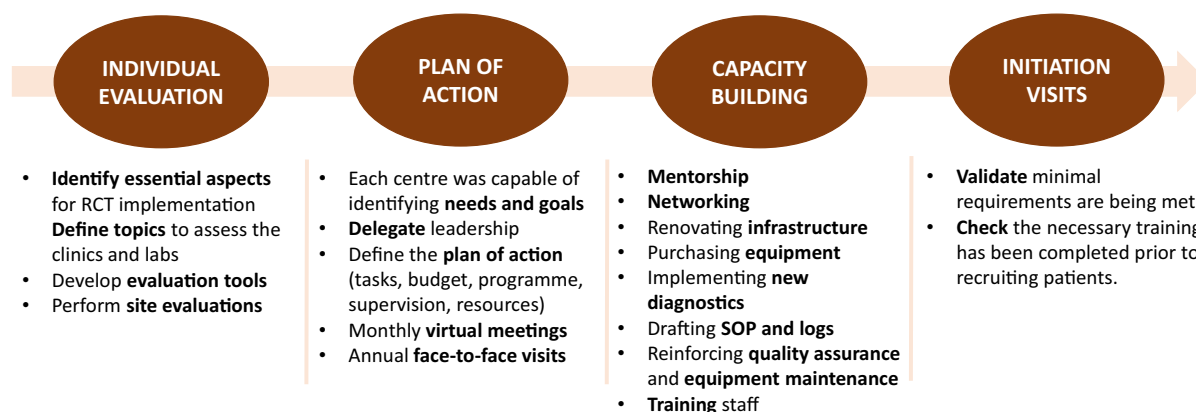 INDIVIDUAL
EVALUATION
PLAN OF
ACTION
CAPACITY
BUILDING
INITIATION
VISITS
• Identify essential aspects
for RCT implementation
Define topics to assess the
clinics and labs
• Develop evaluation tools
• Perform site evaluations
• Each centre was capable of
identifying needs and goals
• Delegate leadership
• Define the plan of action
(tasks, budget, programme,
supervision, resources)
• Monthly virtual meetings
• Annual face-to-face visits
• Mentorship
• Networking
• Renovating infrastructure
• Purchasing equipment
• Implementing new
diagnostics
• Drafting SOP and logs
• Reinforcing quality assurance
and equipment maintenance
• Training staff
• Validate minimal
requirements are being met
• Check the necessary training
has been completed prior to
recruiting patients.